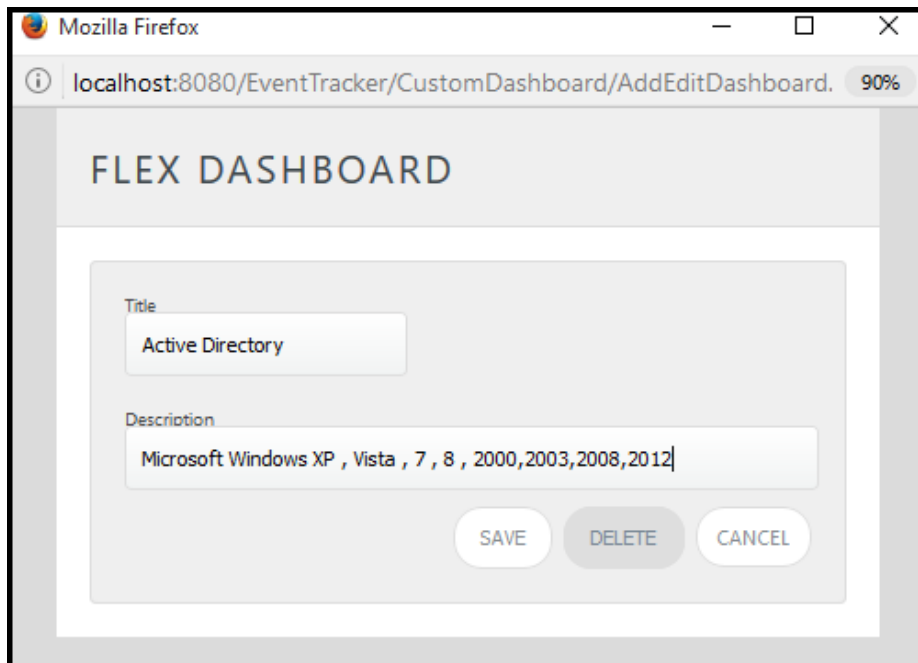 Mozilla Firefox
localhost:8080/EventTracker/CustomDashboard/AddEditDashboard. 90%
FLEX DASHBOARD
Title
Active Directory
Description
Microsoft Windows XP , Vista , 7 , 8 , 2000,2003,2008,2012
SAVE DELETE CANCEL